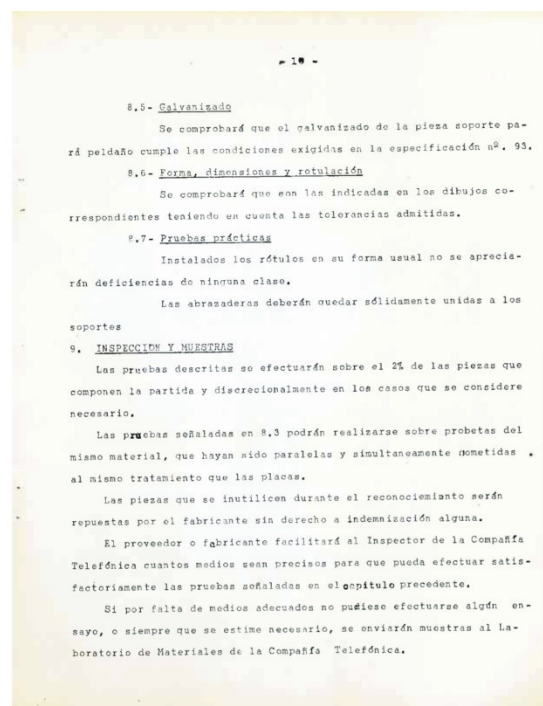 - 10 -
8.5- Galvanizado
Se comprobará que el galvanizado de la pieza soporte pa-
rá peldaño cumple las condiciones exigidas en la especificación nº. 93.
8.6- Forma, dimensiones y rotulación
Se comprobará que son las indicadas en los dibujos co-
rrespondientes teniendo en cuenta las tolerancias admitidas.
8.7- Pruebas prácticas
Instalados los rótulos en su forma usual no se aprecia-
rán deficiencias de ninguna clase.
Las abrazaderas deberán quedar sólidamente unidas a los
soportes
9. INSPECCION Y MUESTRAS
Las pruebas descritas se efectuarán sobre el 2% de las piezas que
componen la partida y discrecionalmente en los casos que se considere
necesario.
Las pruebas señaladas en 8.3 podrán realizarse sobre probetas del
mismo material, que hayan sido paralelas y simultaneamente sometidas .
al mismo tratamiento que las placas.
Las piezas que se inutilicen durante el reconociemianto serán
repuestas por el fabricante sin derecho a indemnización alguna.
El proveedor o fabricante facilitará al Inspector de la Compañía
Telefónica cuantos medios sean precisos para que pueda efectuar satis-
factoriamente las pruebas señaladas en el capitulo precedente.
Si por falta de medios adecuados no pudiese efectuarse algún en-
sayo, o siempre que se estime necesario, se enviarán muestras al La-
boratorio de Materiales de la Compañía Telefónica.